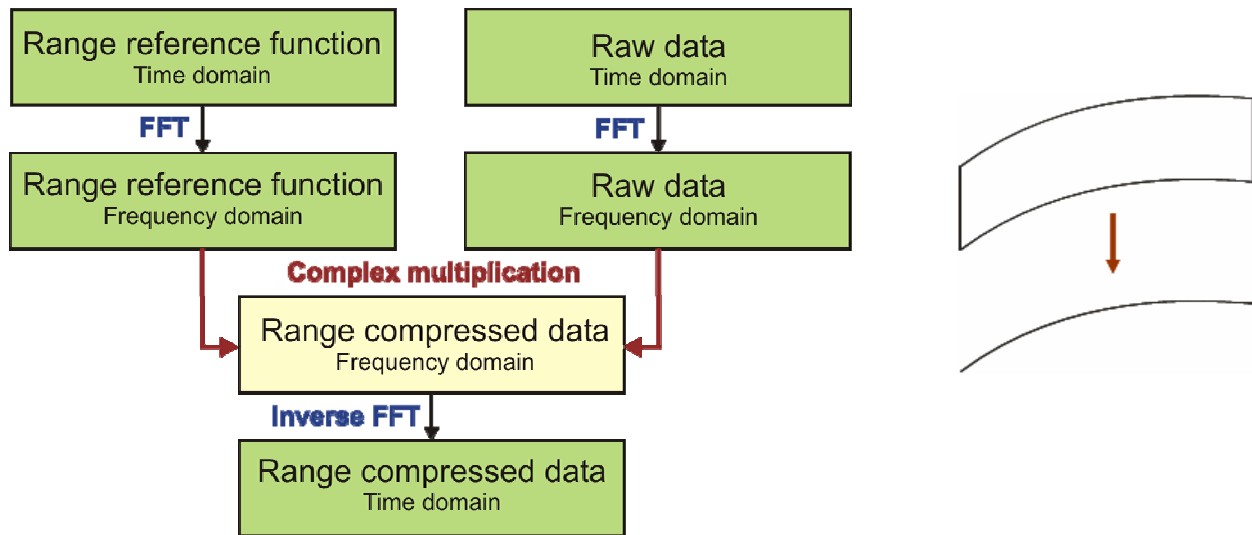 Range reference function
Time domain
Raw data
Time domain
FFT
FFT
Range reference function
Frequency domain
Raw data
Frequency domain
Complex multiplication
Range compressed data
Frequency domain
Inverse FFT
Range compressed data
Time domain